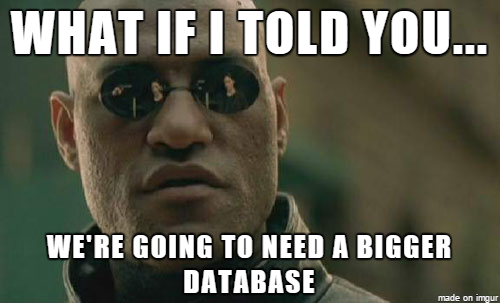 WHAT IF I TOLD YOU...
WE'RE GOING TO NEED A BIGGER
DATABASE
made on imgur